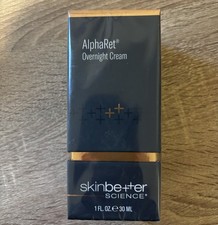 AlphaRet®
Overnight Cream
skinbetter
SCIENCE®
1 FL. OZ. ℮ 30 ML